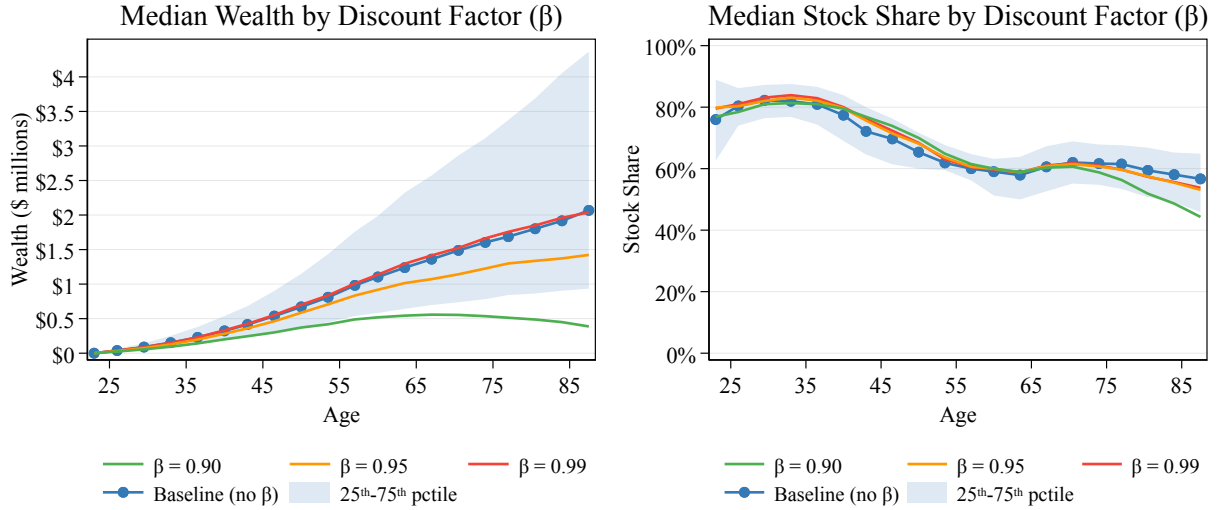 Median Wealth by Discount Factor (β)
$4
$3.5
$3
$2.5
$2
$1.5
$1
$0.5
$0
Wealth ($ millions)
25 35 45 55 65 75 85
Age
β = 0.90 β = 0.95 β = 0.99
Baseline (no β) 25th-75th pctile
Median Stock Share by Discount Factor (β)
100%
80%
60%
40%
20%
0%
Stock Share
25 35 45 55 65 75 85
Age
β = 0.90 β = 0.95 β = 0.99
Baseline (no β) 25th-75th pctile